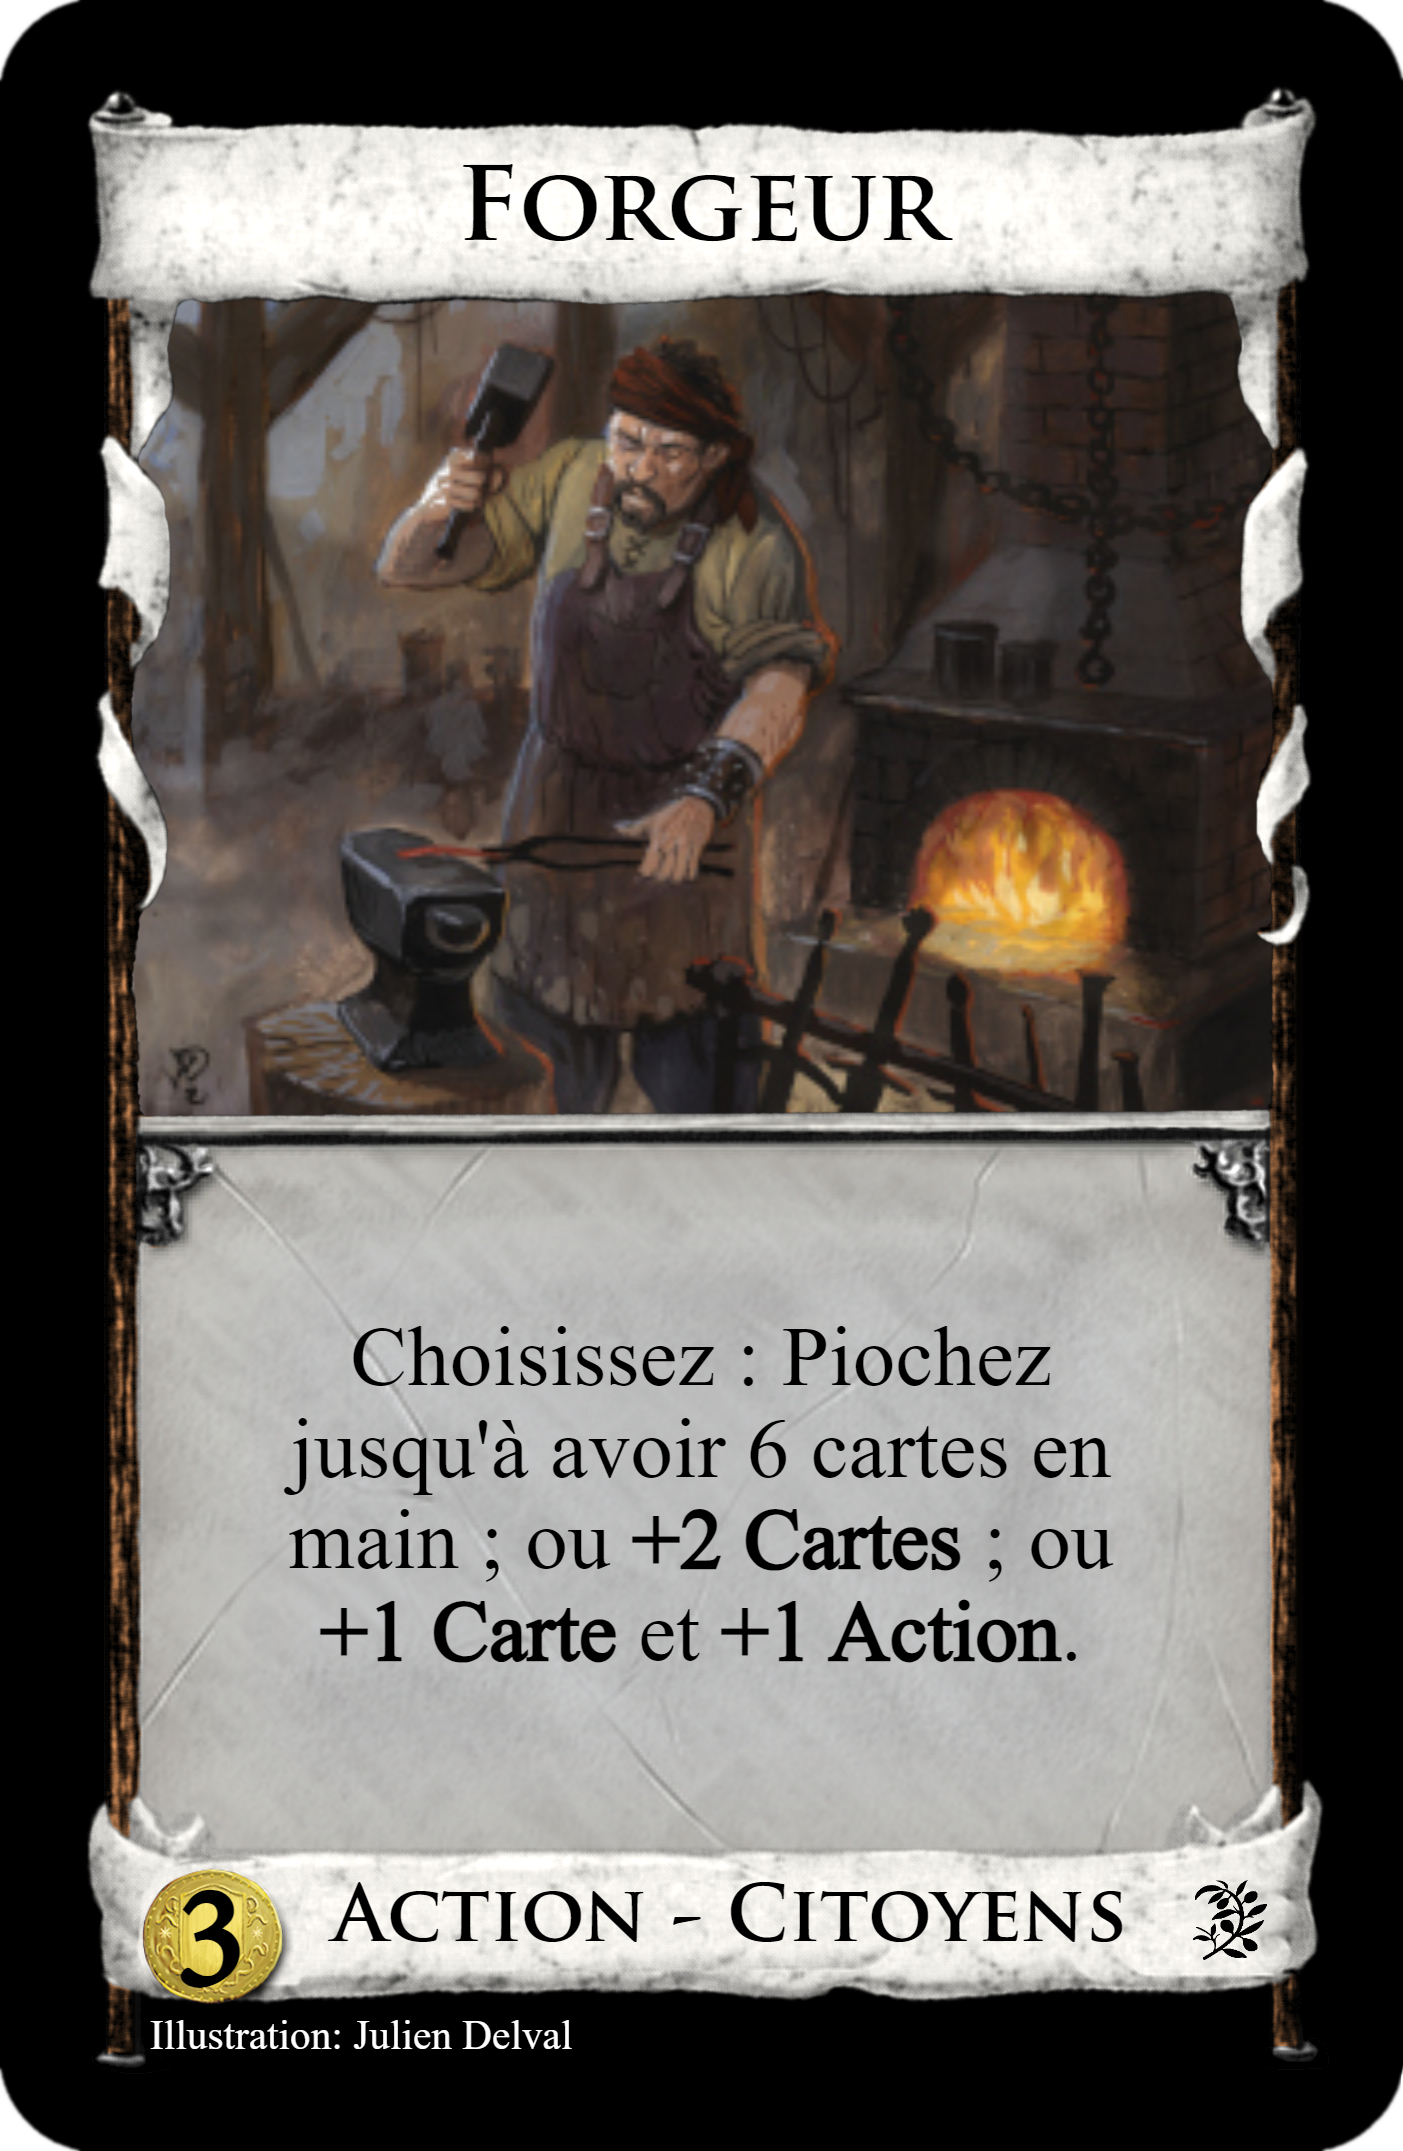 Forgeur
Choisissez : Piochez
jusqu'à avoir 6 cartes en
main ; ou +2 Cartes ; ou
+1 Carte et +1 Action.
3 Action - Citoyens
Illustration: Julien Delval